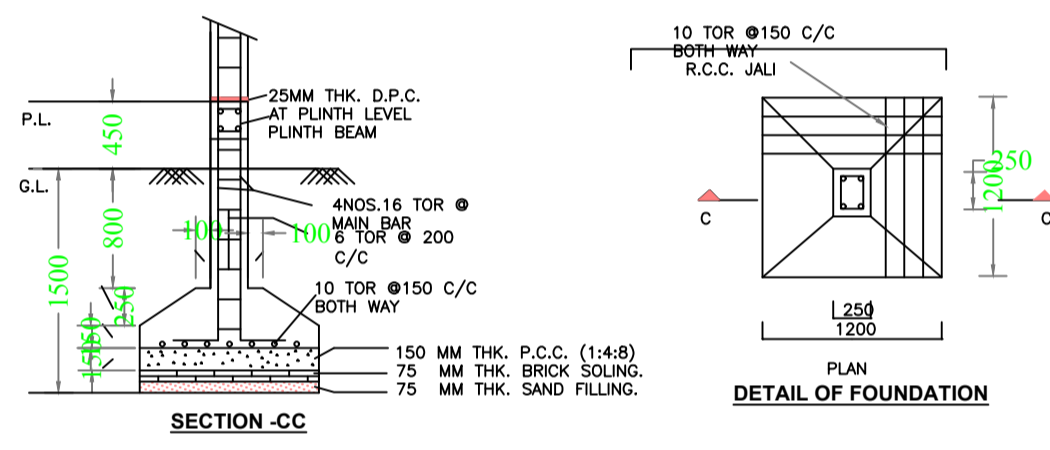 25MM THK. D.P.C.
AT PLINTH LEVEL
PLINTH BEAM
P.L.
450
G.L.
4NOS.16 TOR @
MAIN BAR
100
100
6 TOR @ 200
C/C
800
1500
250
10 TOR @150 C/C
BOTH WAY
150
150
150 MM THK. P.C.C. (1:4:8)
75 MM THK. BRICK SOLING.
75 MM THK. SAND FILLING.
SECTION -CC
10 TOR @150 C/C
BOTH WAY
R.C.C. JALI
250
1200
C
C
250
1200
PLAN
DETAIL OF FOUNDATION